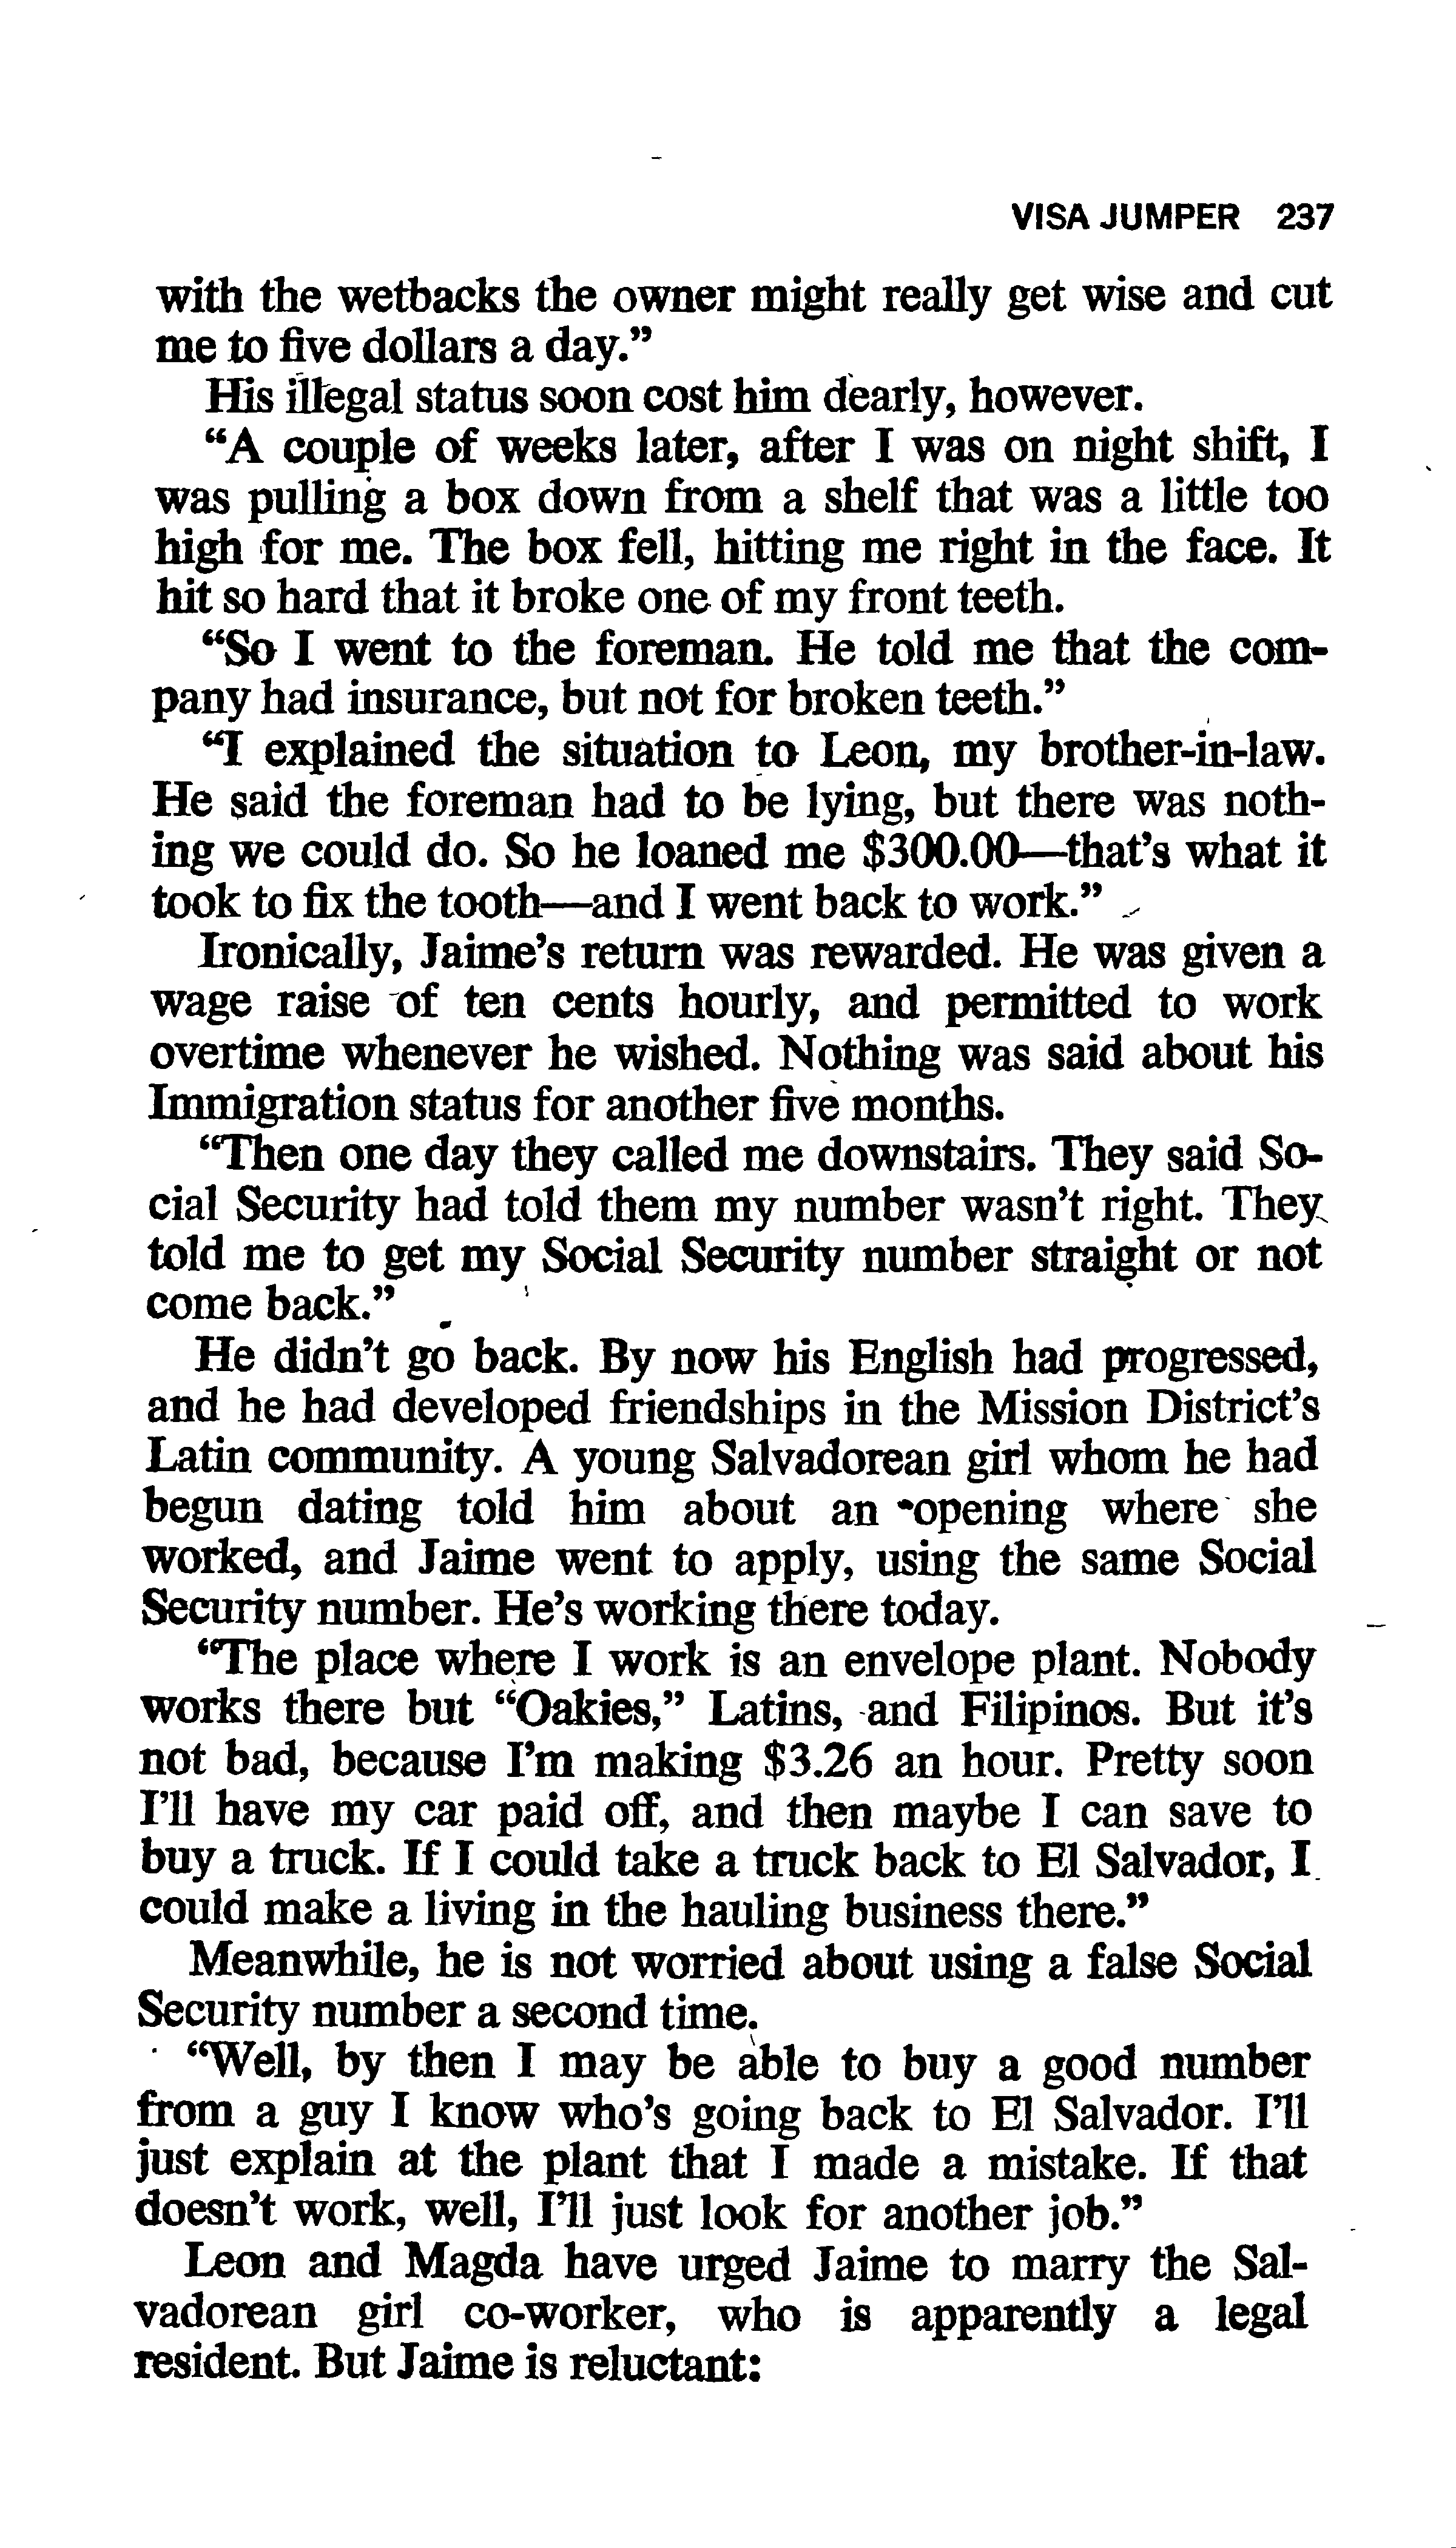 VISA JUMPER 237
with the wetbacks the owner might really get wise and cut
me to five dollars a day.”
His illegal status soon cost him dearly, however.
“A couple of weeks later, after I was on night shift, I
was pulling a box down from a shelf that was a little too
high for me. The box fell, hitting me right in the face. It
hit so hard that it broke one of my front teeth.
“So I went to the foreman. He told me that the com-
pany had insurance, but not for broken teeth.”
“I explained the situation to Leon, my brother-in-law.
He said the foreman had to be lying, but there was noth-
ing we could do. So he loaned me $300.00—that’s what it
took to fix the tooth—and I went back to work.”
Ironically, Jaime’s return was rewarded. He was given a
wage raise of ten cents hourly, and permitted to work
overtime whenever he wished. Nothing was said about his
Immigration status for another five months.
“Then one day they called me downstairs. They said So-
cial Security had told them my number wasn’t right. They
told me to get my Social Security number straight or not
come back.”
He didn’t go back. By now his English had progressed,
and he had developed friendships in the Mission District’s
Latin community. A young Salvadorean girl whom he had
begun dating told him about an opening where she
worked, and Jaime went to apply, using the same Social
Security number. He’s working there today.
“The place where I work is an envelope plant. Nobody
works there but “Oakies,” Latins, and Filipinos. But it’s
not bad, because I’m making $3.26 an hour. Pretty soon
I’ll have my car paid off, and then maybe I can save to
buy a truck. If I could take a truck back to El Salvador, I
could make a living in the hauling business there.”
Meanwhile, he is not worried about using a false Social
Security number a second time.
“Well, by then I may be able to buy a good number
from a guy I know who’s going back to El Salvador. I’ll
just explain at the plant that I made a mistake. If that
doesn’t work, well, I’ll just look for another job.”
Leon and Magda have urged Jaime to marry the Sal-
vadorean girl co-worker, who is apparently a legal
resident. But Jaime is reluctant: